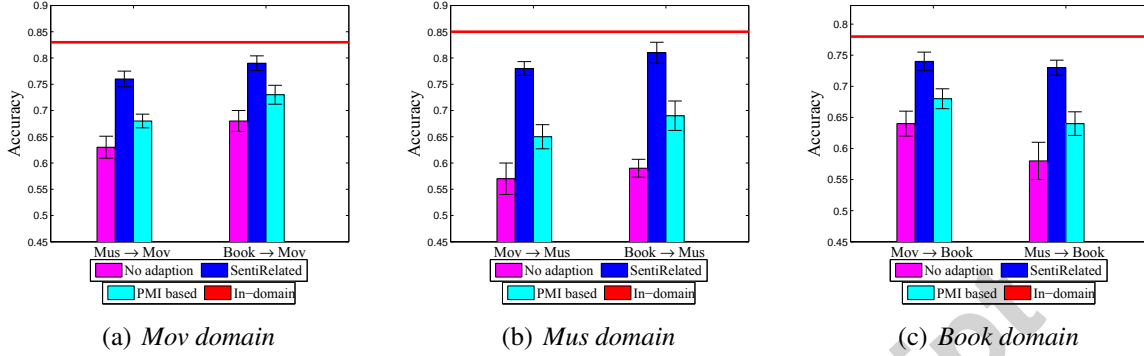 0.9
0.85
0.8
0.75
0.7
0.65
0.6
0.55
0.5
0.45
Accuracy
Mus → Mov
Book → Mov
No adaption
SentiRelated
PMI based
In−domain
(a) Mov domain
0.9
0.85
0.8
0.75
0.7
0.65
0.6
0.55
0.5
0.45
Accuracy
Mov → Mus
Book → Mus
No adaption
SentiRelated
PMI based
In−domain
(b) Mus domain
0.8
0.75
0.7
0.65
0.6
0.55
0.5
0.45
Accuracy
Mov → Book
Mus → Book
No adaption
SentiRelated
PMI based
In−domain
(c) Book domain